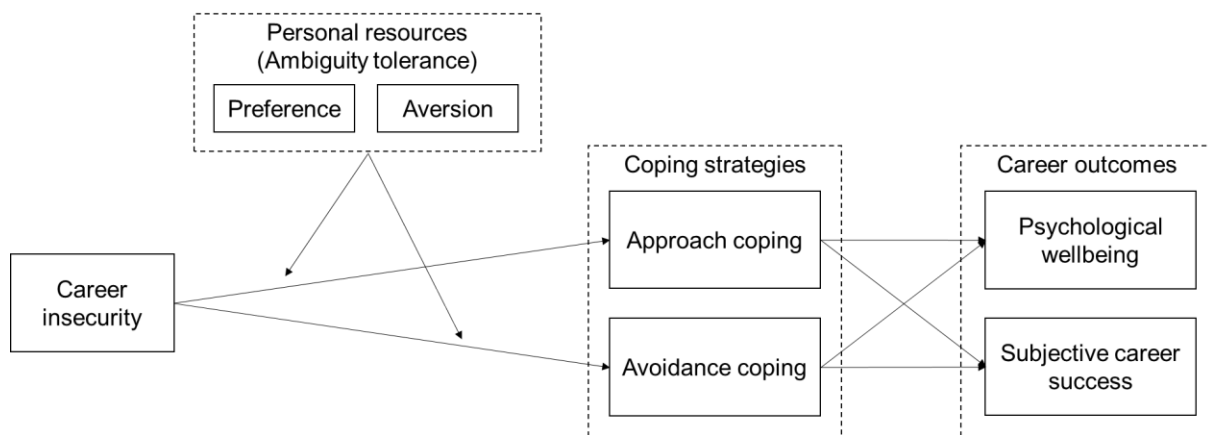 Personal resources
(Ambiguity tolerance)
Preference
Aversion
Coping strategies
Career outcomes
Approach coping
Psychological
wellbeing
Career
insecurity
Avoidance coping
Subjective career
success